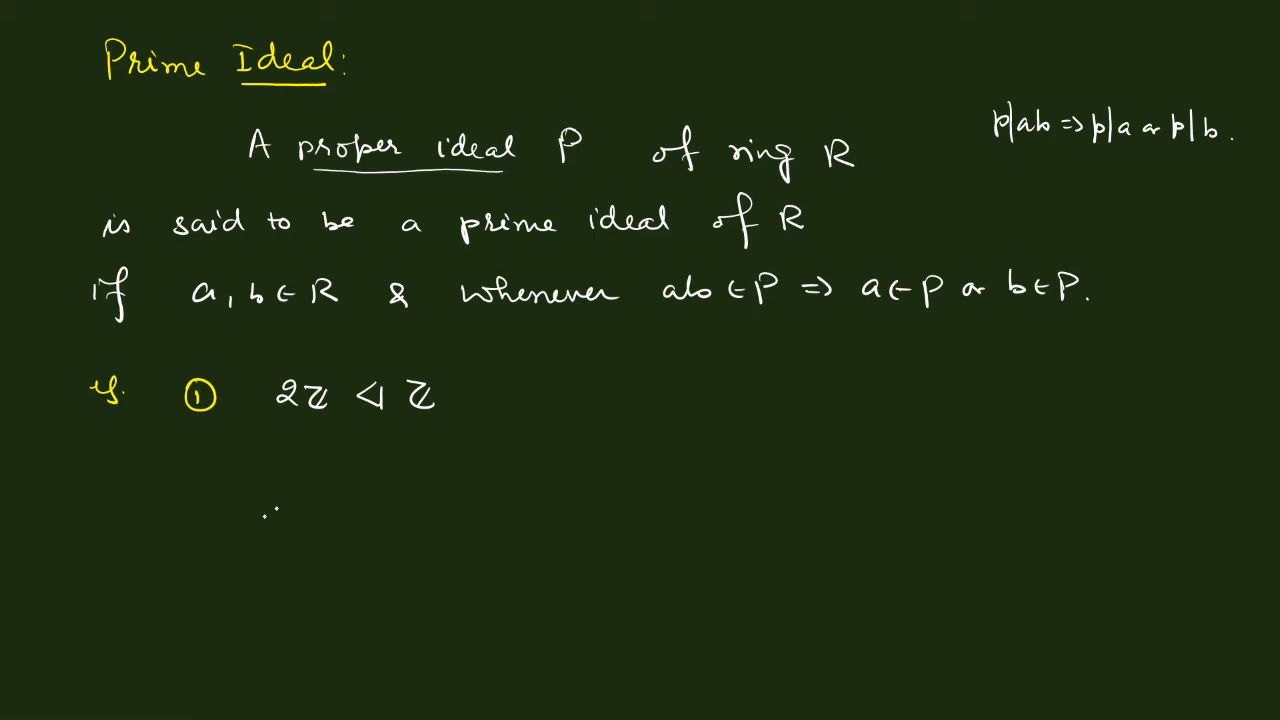 Prime Ideal:
p|ab => p|a or p|b.
A proper ideal P of ring R
is said to be a prime ideal of R
if a, b ∈ R & whenever ab ∈ P => a ∈ P or b ∈ P.
eg. ① 2ℤ ◁ ℤ